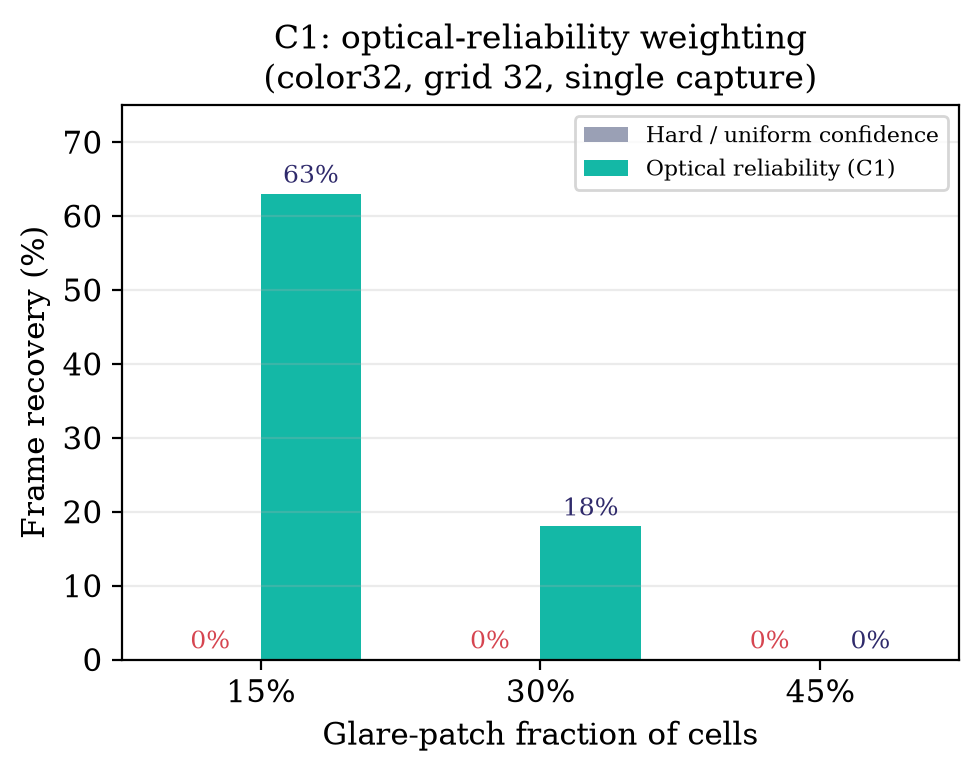 C1: optical-reliability weighting
(color32, grid 32, single capture)
Hard / uniform confidence
Optical reliability (C1)
Frame recovery (%)
70
60
50
40
30
20
10
0
0%
63%
0%
18%
0%
0%
15%
30%
45%
Glare-patch fraction of cells